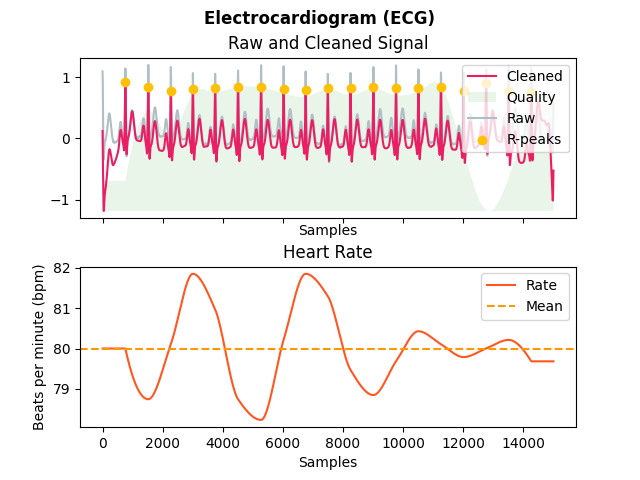 Electrocardiogram (ECG)
Raw and Cleaned Signal
1
0
−1
Cleaned
Quality
Raw
R-peaks
Samples
Heart Rate
Beats per minute (bpm)
82
81
80
79
Rate
Mean
0 2000 4000 6000 8000 10000 12000 14000
Samples